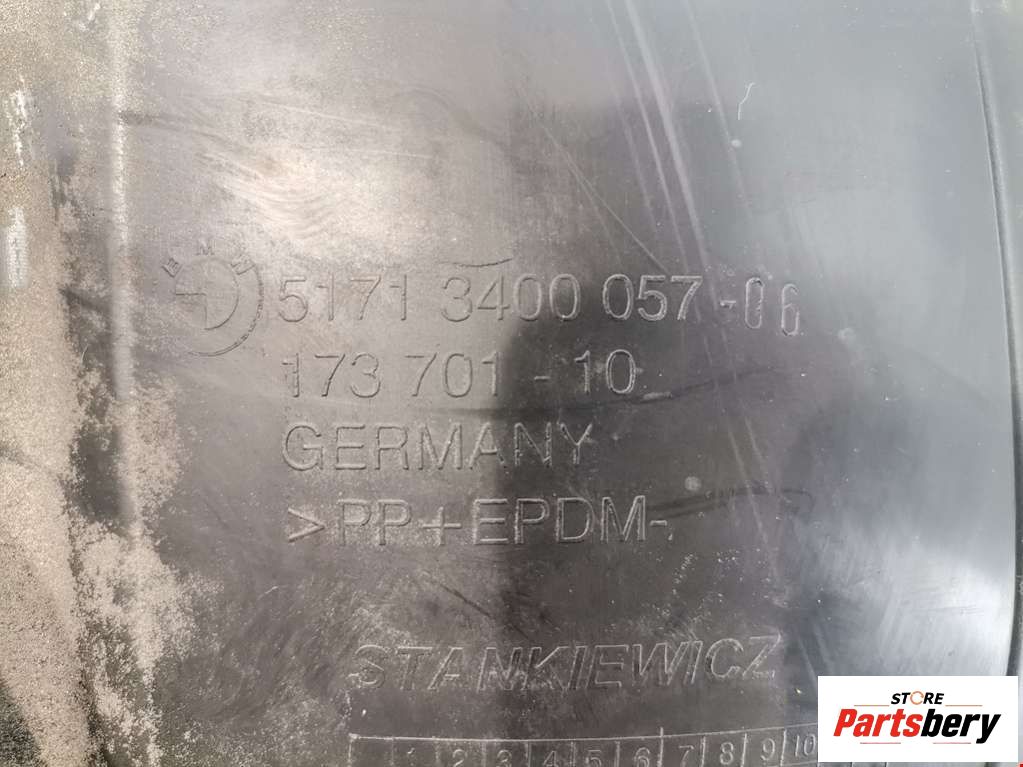 BMW
5171 3400 057-06
173 701 - 10
GERMANY
>PP+EPDM-
STANKIEWICZ
1 2 3 4 5 6 7 8 9 10
STORE
Partsbery